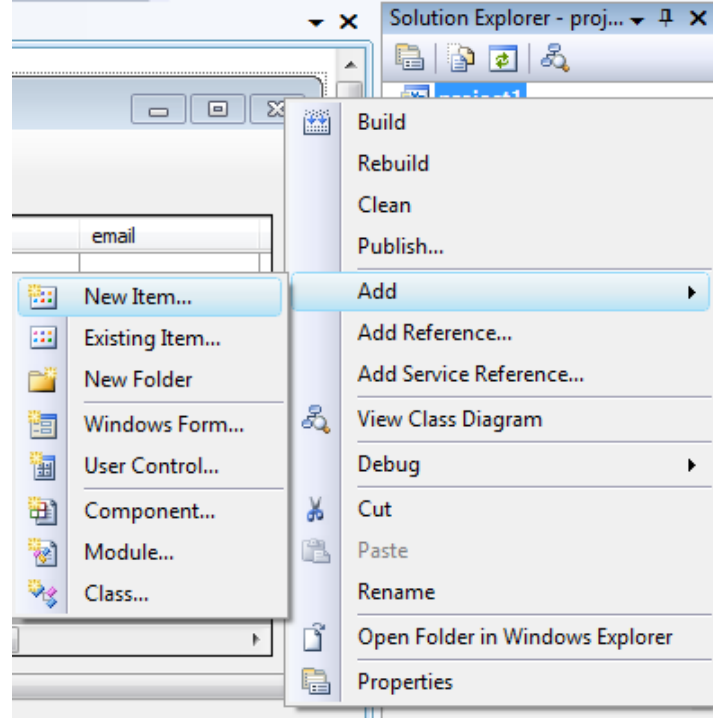 Solution Explorer - proj...
project1
Build
Rebuild
Clean
Publish...
email
Add
New Item...
Existing Item...
New Folder
Windows Form...
User Control...
Component...
Module...
Class...
Add Reference...
Add Service Reference...
View Class Diagram
Debug
Cut
Paste
Rename
Open Folder in Windows Explorer
Properties